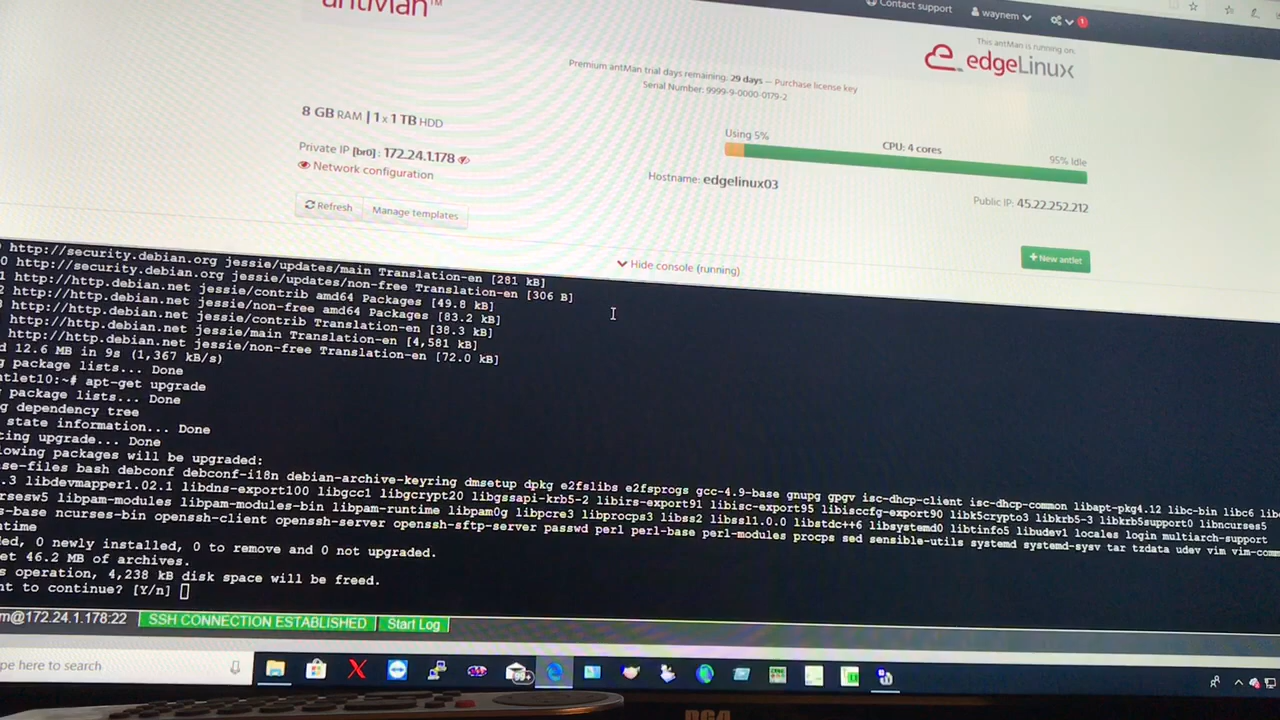 antMan™
Contact support
waynem
1
This antMan is running on:
edgeLinux
Premium antMan trial days remaining: 29 days — Purchase license key
Serial Number: 9999-9-0000-0179-2
8 GB RAM | 1 x 1 TB HDD
Using 5%
CPU: 4 cores
95% Idle
Private IP [br0] : 172.24.1.178
Network configuration
Hostname: edgelinux03
Public IP: 45.22.252.212
Refresh
Manage templates
Hide console (running)
+ New antlet
http://security.debian.org jessie/updates/main Translation-en [281 kB]
0 http://security.debian.org jessie/updates/non-free Translation-en [306 B]
1 http://http.debian.net jessie/contrib amd64 Packages [49.8 kB]
2 http://http.debian.net jessie/non-free amd64 Packages [83.2 kB]
3 http://http.debian.net jessie/contrib Translation-en [38.3 kB]
http://http.debian.net jessie/main Translation-en [4,581 kB]
http://http.debian.net jessie/non-free Translation-en [72.0 kB]
d 12.6 MB in 9s (1,367 kB/s)
g package lists... Done
ntlet10:~# apt-get upgrade
g package lists... Done
g dependency tree
state information... Done
ting upgrade... Done
lowing packages will be upgraded:
se-files bash debconf debconf-i18n debian-archive-keyring dmsetup dpkg e2fslibs e2fsprogs gcc-4.9-base gnupg gpgv isc-dhcp-client isc-dhcp-common libapt-pkg4.12 libc-bin libc6 lib
.3 libdevmapper1.02.1 libdns-export100 libgcc1 libgcrypt20 libgssapi-krb5-2 libirs-export91 libisc-export95 libisccfg-export90 libk5crypto3 libkrb5-3 libkrb5support0 libncurses5
ursesw5 libpam-modules libpam-modules-bin libpam-runtime libpam0g libpcre3 libprocps3 libss2 libssl1.0.0 libstdc++6 libsystemd0 libtinfo5 libudev1 locales login multiarch-support
s-base ncurses-bin openssh-client openssh-server openssh-sftp-server passwd perl perl-base perl-modules procps sed sensible-utils systemd systemd-sysv tar tzdata udev vim vim-com
ntime
ed, 0 newly installed, 0 to remove and 0 not upgraded.
et 46.2 MB of archives.
s operation, 4,238 kB disk space will be freed.
nt to continue? [Y/n]
m@172.24.1.178:22
SSH CONNECTION ESTABLISHED
Start Log
pe here to search
99+
RCA